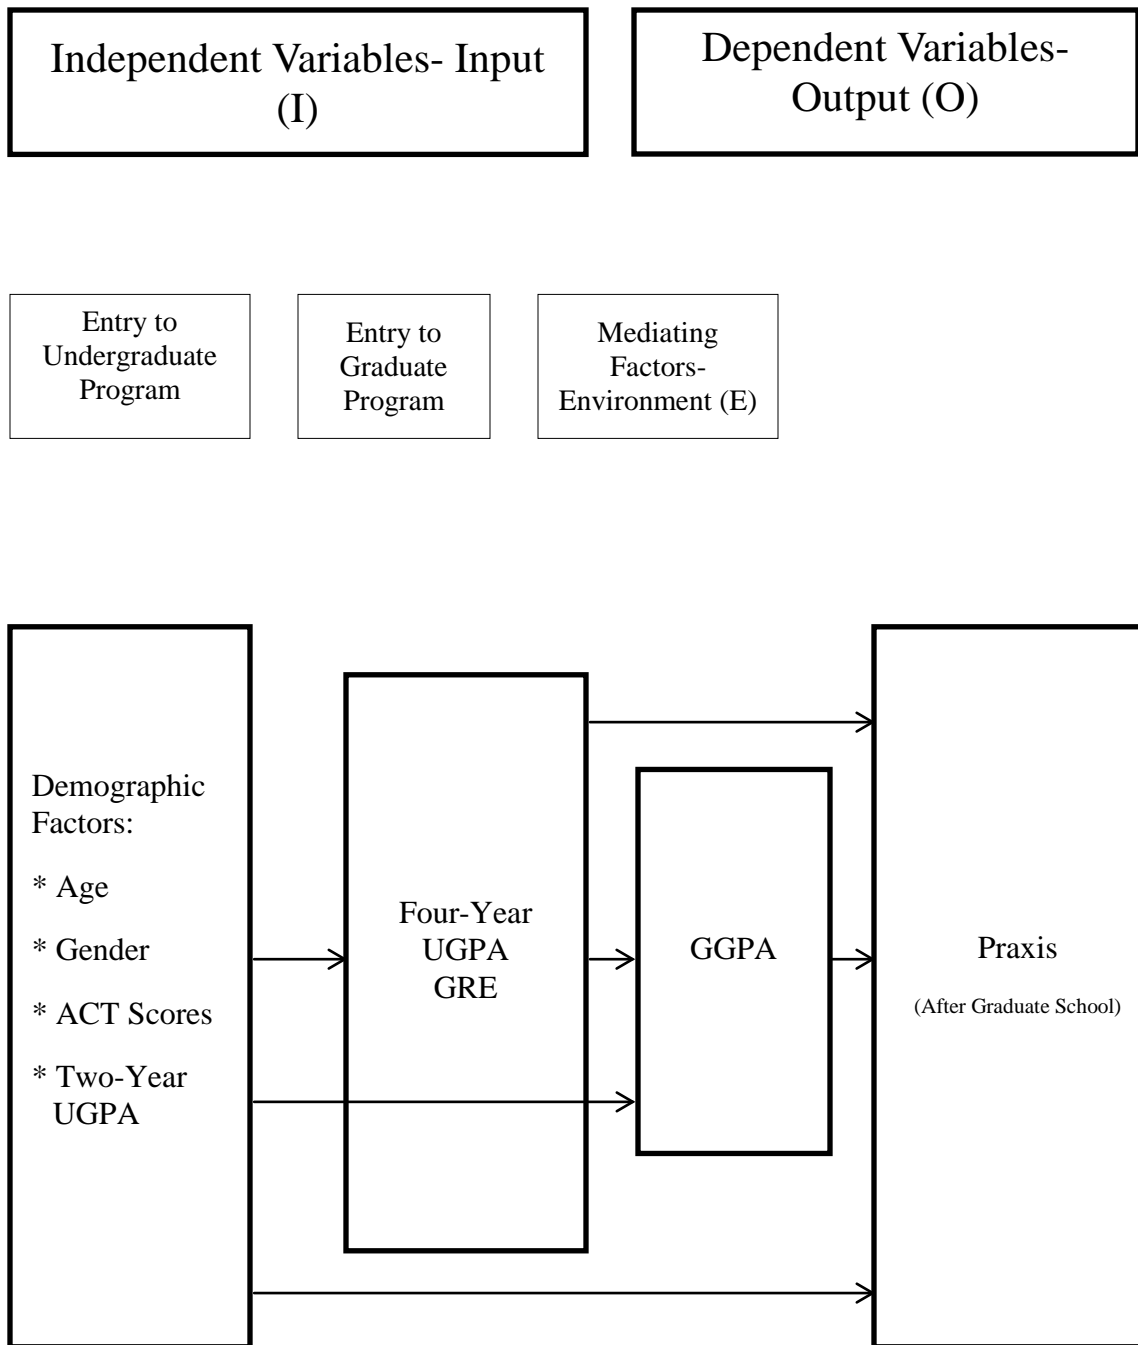 Independent Variables- Input
(I)
Dependent Variables-
Output (O)
Entry to
Undergraduate
Program
Entry to
Graduate
Program
Mediating
Factors-
Environment (E)
Demographic
Factors:
* Age
* Gender
* ACT Scores
* Two-Year
UGPA
Four-Year
UGPA
GRE
GGPA
Praxis
(After Graduate School)